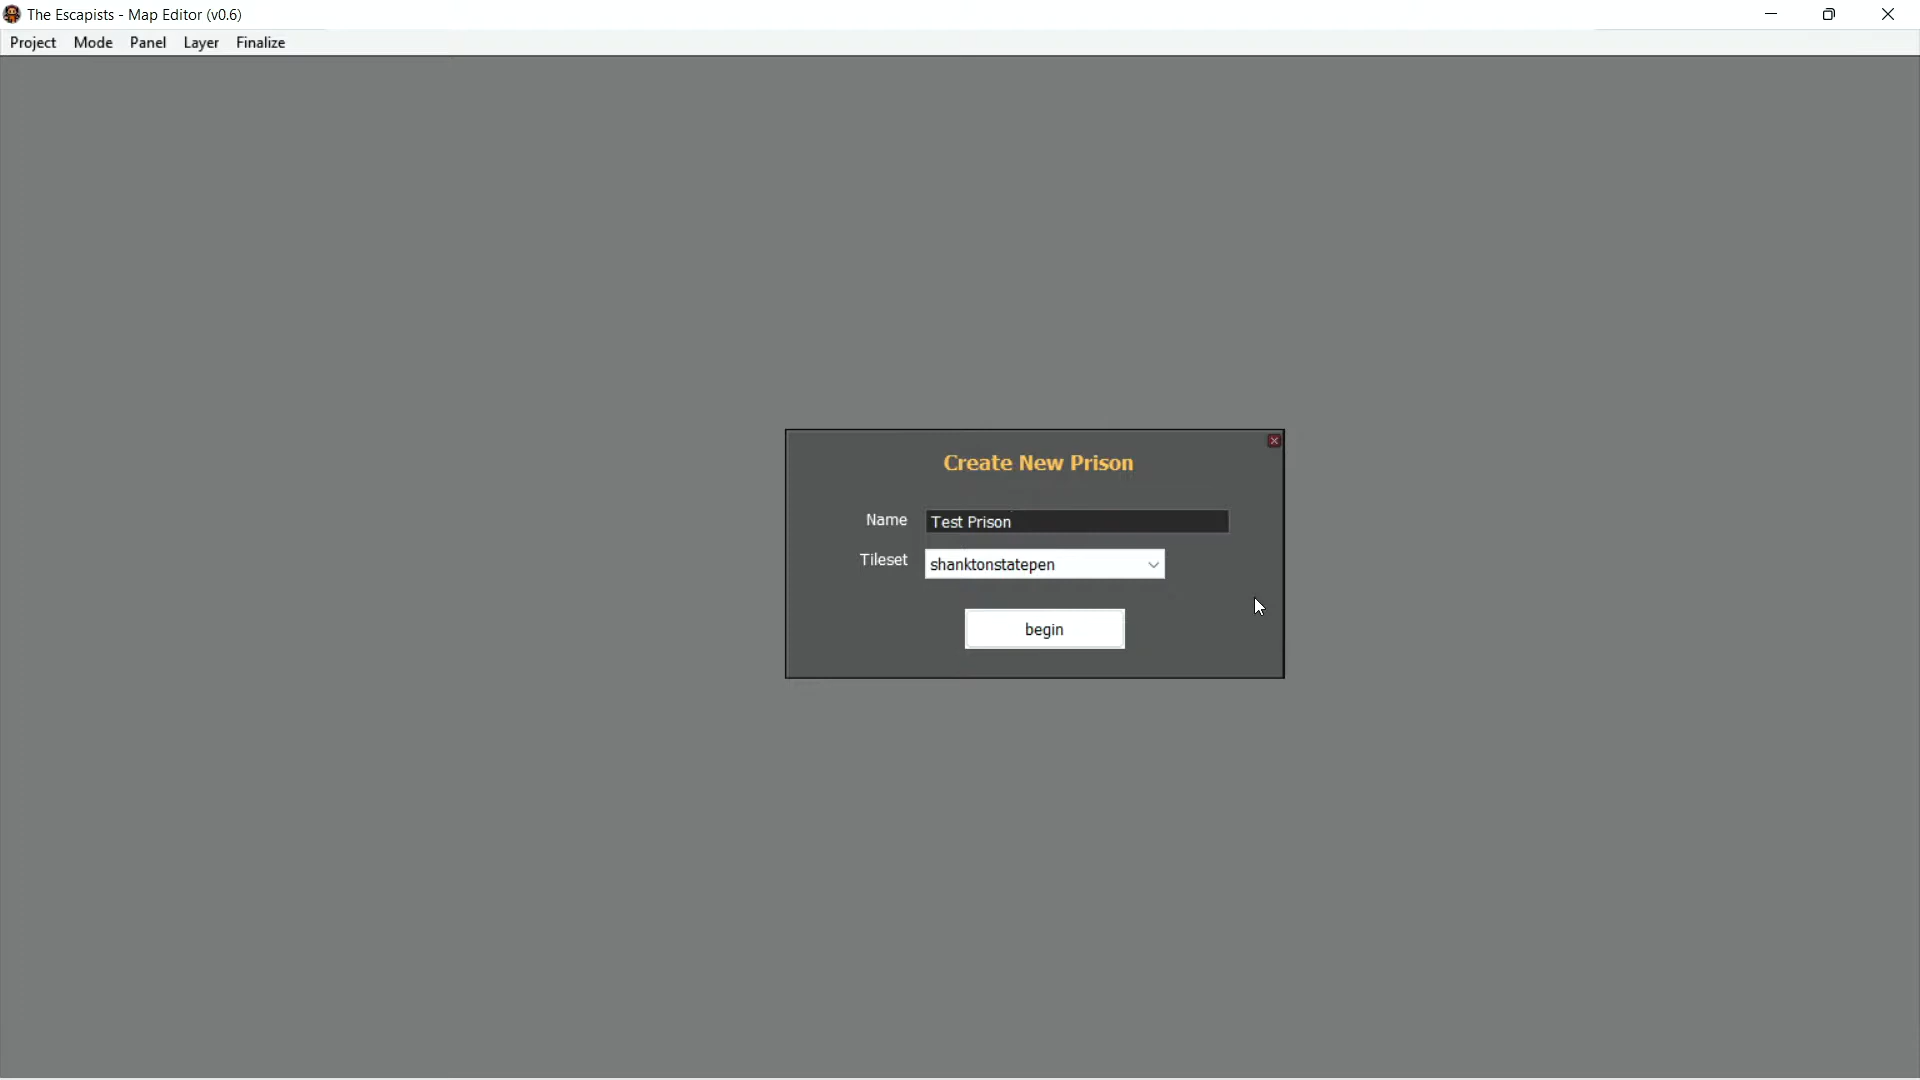 The Escapists - Map Editor (v0.6)
Project Mode Panel Layer Finalize
Create New Prison
Name Test Prison
Tileset shanktonstatepen
begin